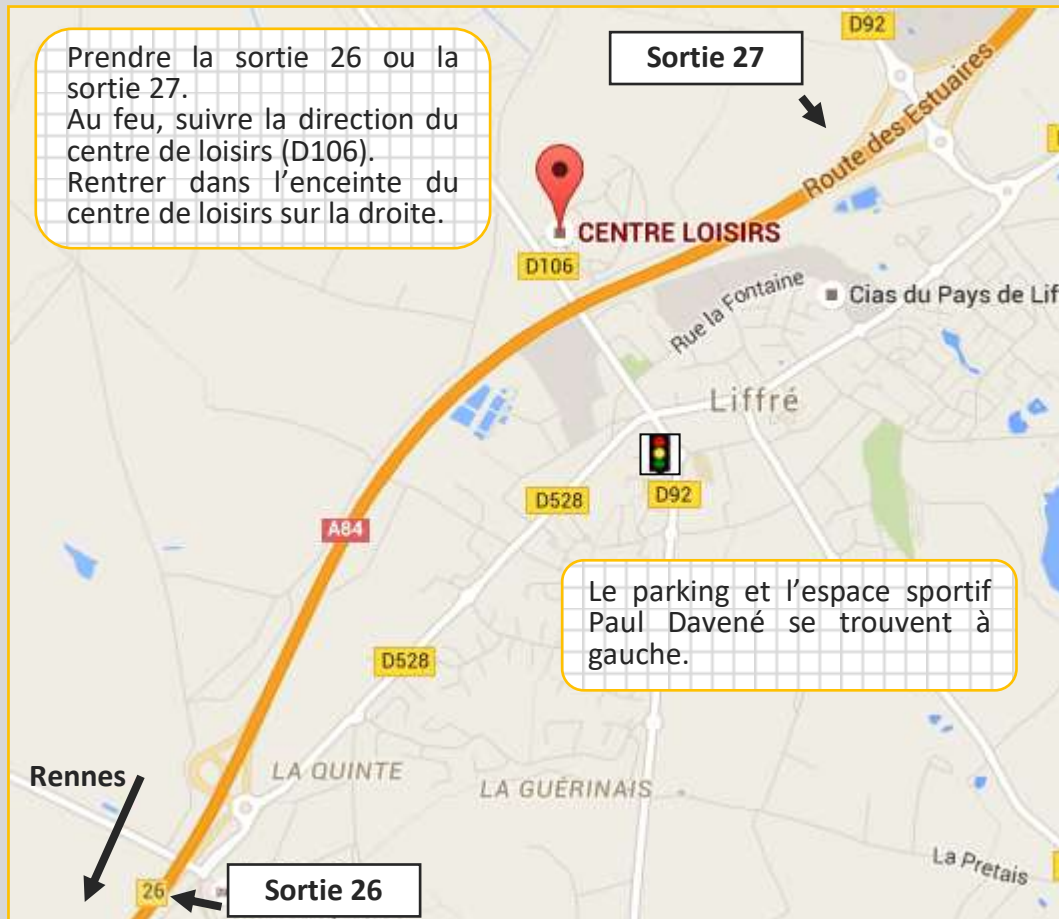 Prendre la sortie 26 ou la
sortie 27.
Au feu, suivre la direction du
centre de loisirs (D106).
Rentrer dans l'enceinte du
centre de loisirs sur la droite.
Sortie 27
D92
Route des Estuaires
CENTRE LOISIRS
D106
Rue la Fontaine
Cias du Pays de Lif
Liffré
D528
D92
A84
Le parking et l'espace sportif
Paul Davené se trouvent à
gauche.
D528
Rennes
LA QUINTE
LA GUÉRINAIS
La Pretais
26
Sortie 26